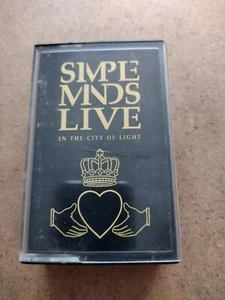 SIMPLE
MINDS
LIVE
IN THE CITY OF LIGHT